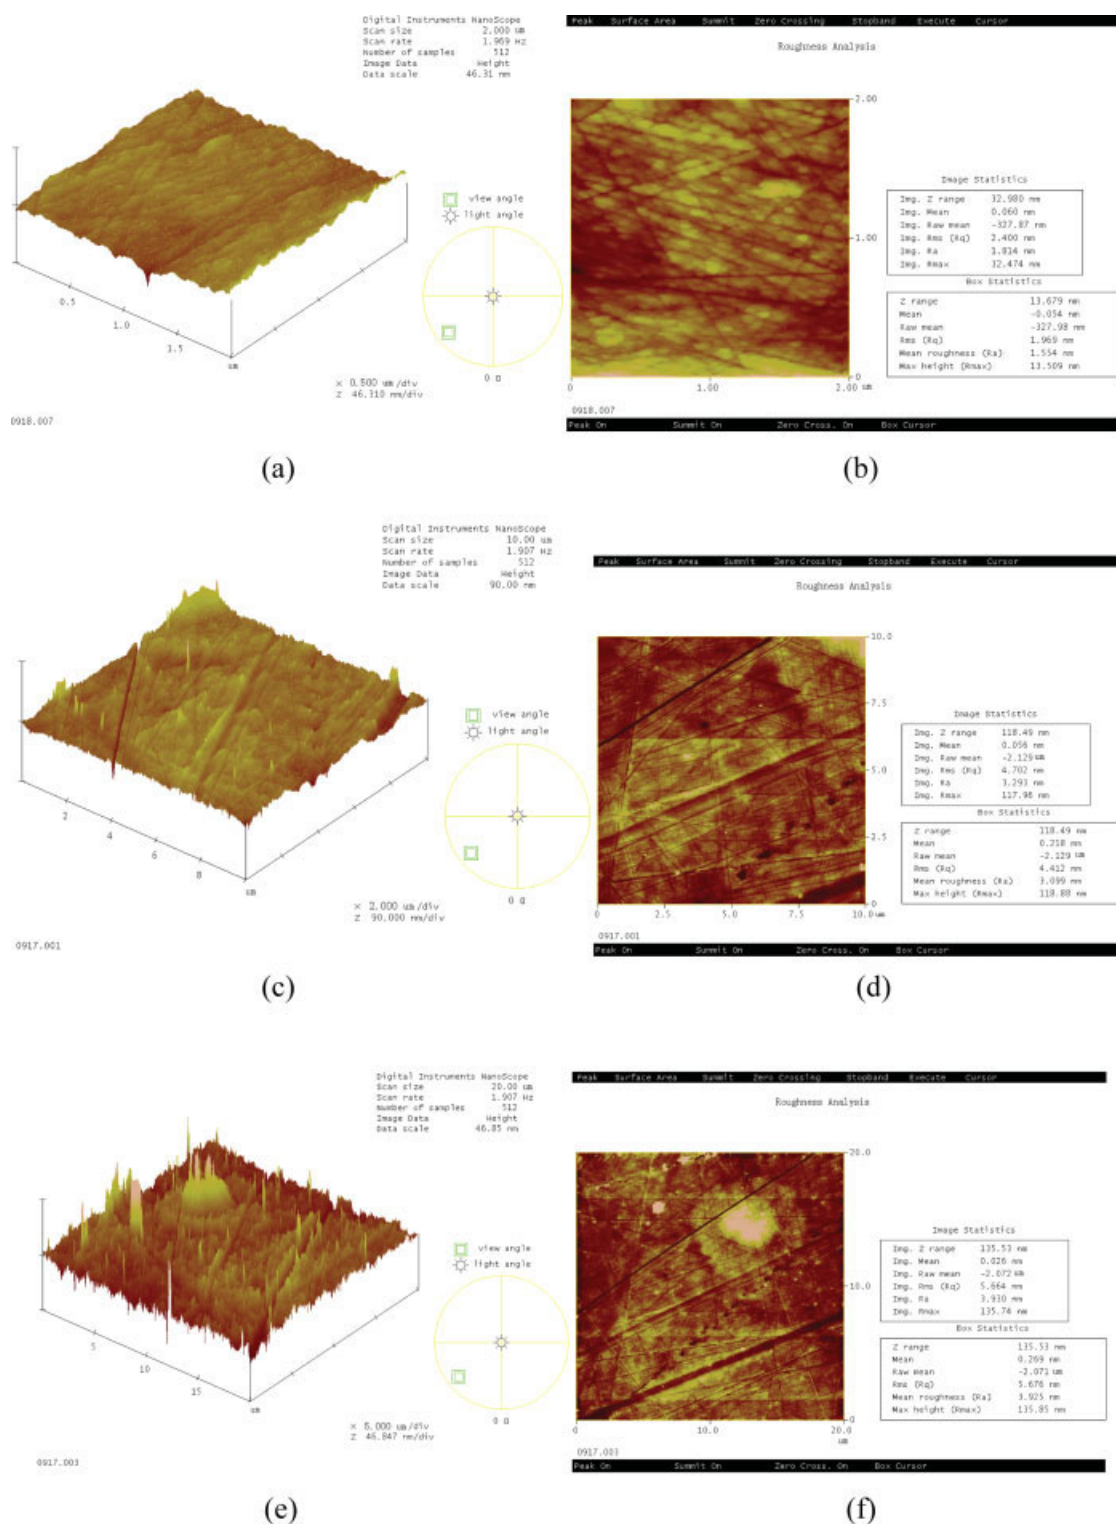 Digital Instruments NanoScope
Scan size 2.000 um
Scan rate 1.969 Hz
Number of samples 512
Image Data Height
Data scale 46.31 nm
view angle
light angle
0.5
1.0
1.5
um
X 0.500 um/div
Z 46.310 nm/div
0918.007
(a)
Peak Surface Area Summit Zero Crossing Stopband Execute Cursor
Roughness Analysis
2.00
1.00
0
0 1.00 2.00 um
Image Statistics
Img. Z range 32.980 nm
Img. Mean 0.060 nm
Img. Raw mean -327.87 nm
Img. Rms (Rq) 2.400 nm
Img. Ra 1.814 nm
Img. Rmax 32.474 nm
Box Statistics
Z range 13.679 nm
Mean -0.054 nm
Raw mean -327.98 nm
Rms (Rq) 1.969 nm
Mean roughness (Ra) 1.554 nm
Max height (Rmax) 13.509 nm
0918.007
Peak On Summit On Zero Cross. On Box Cursor
(b)
Digital Instruments NanoScope
Scan size 10.00 um
Scan rate 1.907 Hz
Number of samples 512
Image Data Height
Data scale 90.00 nm
view angle
light angle
2
4
6
8
um
X 2.000 um/div
Z 90.000 nm/div
0917.001
(c)
Peak Surface Area Summit Zero Crossing Stopband Execute Cursor
Roughness Analysis
10.0
7.5
5.0
2.5
0
0 2.5 5.0 7.5 10.0 um
Image Statistics
Img. Z range 118.49 nm
Img. Mean 0.056 nm
Img. Raw mean -2.129 um
Img. Rms (Rq) 4.702 nm
Img. Ra 3.293 nm
Img. Rmax 117.96 nm
Box Statistics
Z range 118.49 nm
Mean 0.218 nm
Raw mean -2.129 um
Rms (Rq) 4.412 nm
Mean roughness (Ra) 3.099 nm
Max height (Rmax) 118.88 nm
0917.001
Peak On Summit On Zero Cross. On Box Cursor
(d)
Digital Instruments NanoScope
Scan size 20.00 um
Scan rate 1.907 Hz
Number of samples 512
Image Data Height
Data scale 46.85 nm
view angle
light angle
5
10
15
um
X 5.000 um/div
Z 46.847 nm/div
0917.003
(e)
Peak Surface Area Summit Zero Crossing Stopband Execute Cursor
Roughness Analysis
20.0
10.0
0
0 10.0 20.0
um
Image Statistics
Img. Z range 135.53 nm
Img. Mean 0.026 nm
Img. Raw mean -2.072 um
Img. Rms (Rq) 5.664 nm
Img. Ra 3.930 nm
Img. Rmax 135.74 nm
Box Statistics
Z range 135.53 nm
Mean 0.269 nm
Raw mean -2.071 um
Rms (Rq) 5.676 nm
Mean roughness (Ra) 3.925 nm
Max height (Rmax) 135.85 nm
0917.003
Peak On Summit On Zero Cross. On Box Cursor
(f)